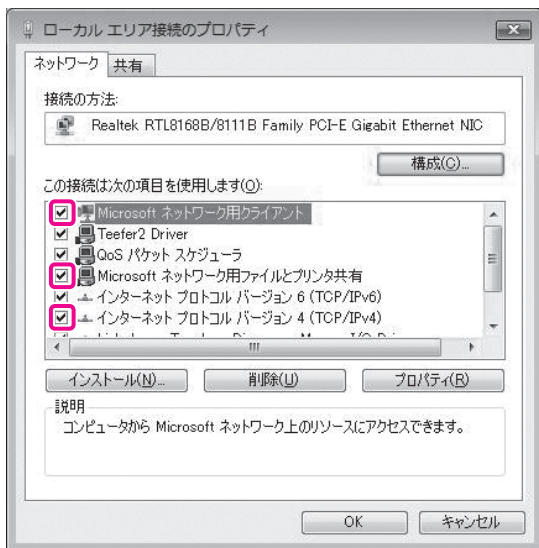 ローカル エリア接続のプロパティ
ネットワーク 共有
接続の方法:
Realtek RTL8168B/8111B Family PCI-E Gigabit Ethernet NIC
構成(C)...
この接続は次の項目を使用します(O):
Microsoft ネットワーク用クライアント
Teefer2 Driver
QoS パケット スケジューラ
Microsoft ネットワーク用ファイルとプリンタ共有
インターネット プロトコル バージョン 6 (TCP/IPv6)
インターネット プロトコル バージョン 4 (TCP/IPv4)
インストール(N)... 削除(U) プロパティ(R)
説明
コンピュータから Microsoft ネットワーク上のリソースにアクセスできます。
OK キャンセル